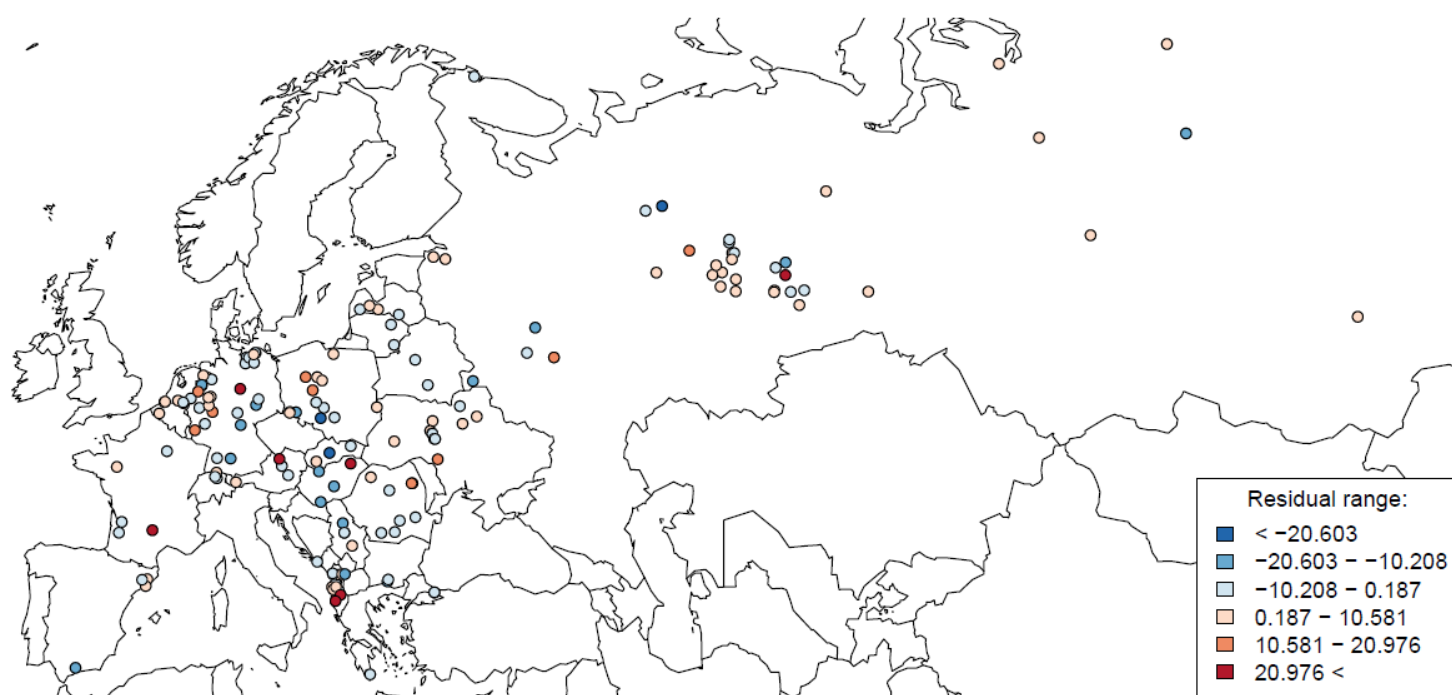 Residual range:
< −20.603
−20.603 − −10.208
−10.208 − 0.187
0.187 − 10.581
10.581 − 20.976
20.976 <